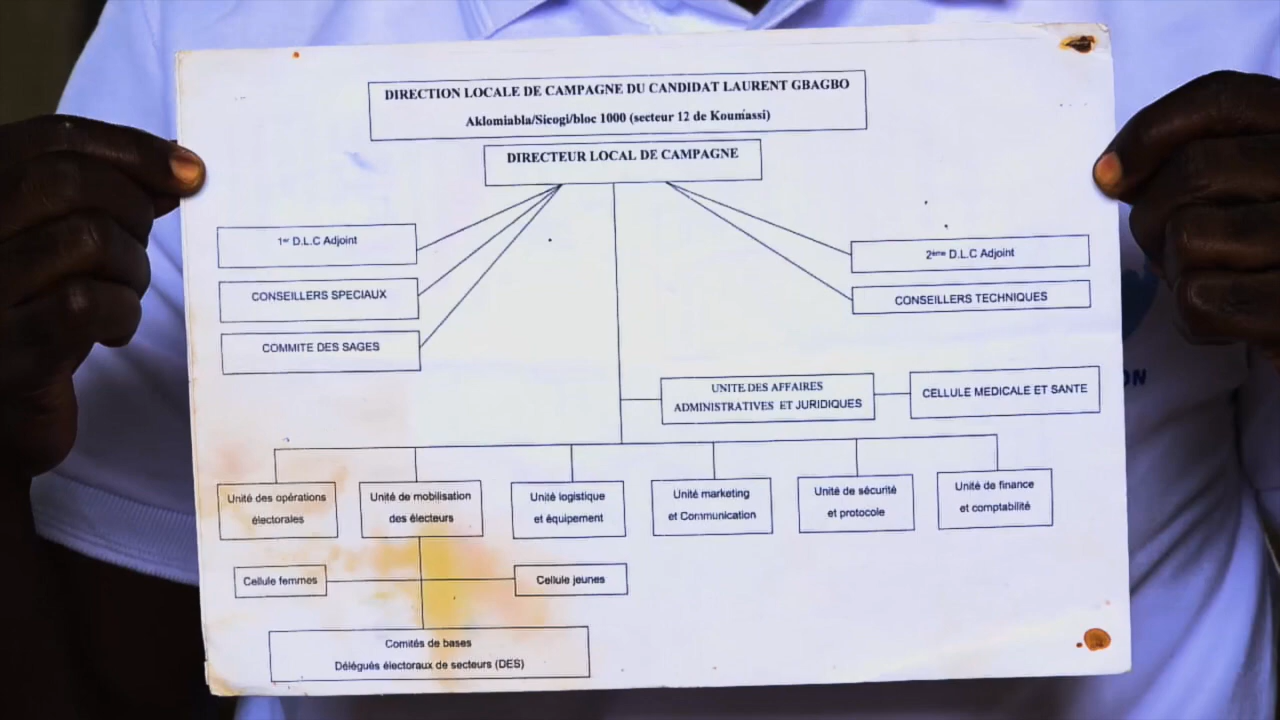 DIRECTION LOCALE DE CAMPAGNE DU CANDIDAT LAURENT GBAGBO
Aklomiabla/Sicogi/bloc 1000 (secteur 12 de Koumassi)
DIRECTEUR LOCAL DE CAMPAGNE
1er D.L.C Adjoint
2ème D.L.C Adjoint
CONSEILLERS SPECIAUX
CONSEILLERS TECHNIQUES
COMMITE DES SAGES
UNITE DES AFFAIRES
ADMINISTRATIVES ET JURIDIQUES
CELLULE MEDICALE ET SANTE
Unité des opérations
électorales
Unité de mobilisation
des électeurs
Unité logistique
et équipement
Unité marketing
et Communication
Unité de sécurité
et protocole
Unité de finance
et comptabilité
Cellule femmes
Cellule jeunes
Comités de bases
Délégués électoraux de secteurs (DES)